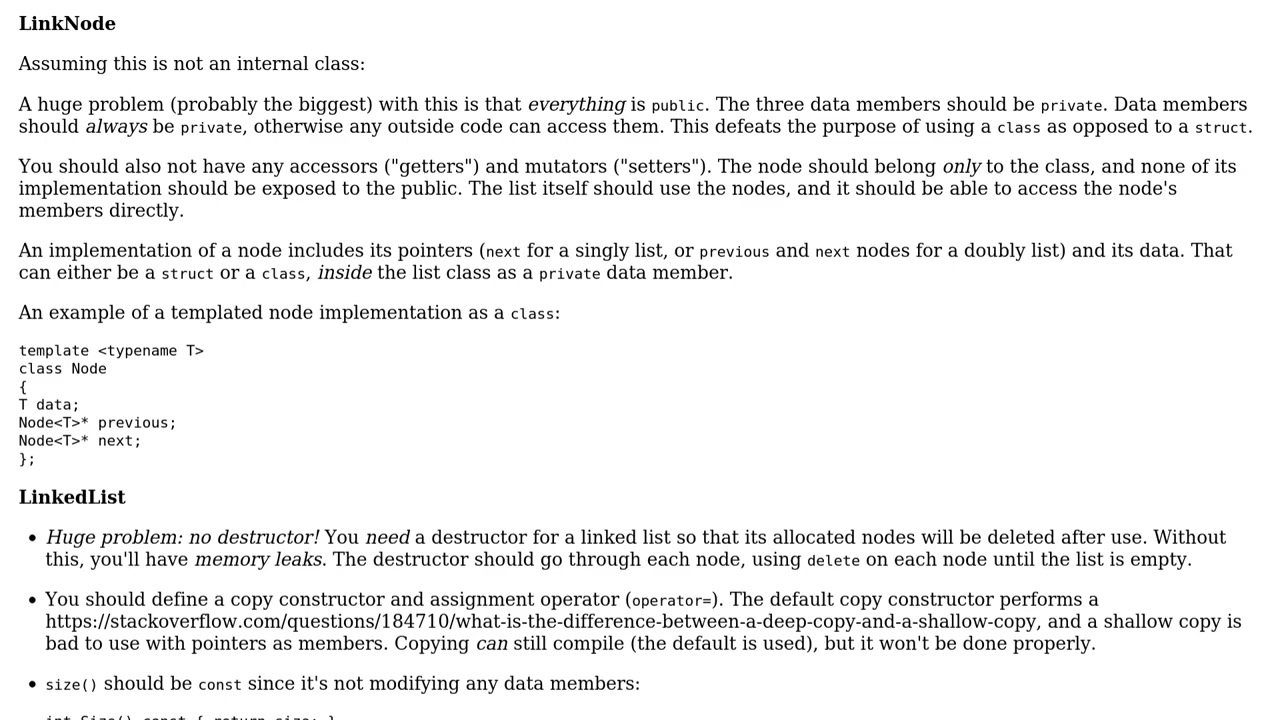 LinkNode
Assuming this is not an internal class:
A huge problem (probably the biggest) with this is that everything is public. The three data members should be private. Data members
should always be private, otherwise any outside code can access them. This defeats the purpose of using a class as opposed to a struct.
You should also not have any accessors ("getters") and mutators ("setters"). The node should belong only to the class, and none of its
implementation should be exposed to the public. The list itself should use the nodes, and it should be able to access the node's
members directly.
An implementation of a node includes its pointers (next for a singly list, or previous and next nodes for a doubly list) and its data. That
can either be a struct or a class, inside the list class as a private data member.
An example of a templated node implementation as a class:
template <typename T>
class Node
{
T data;
Node<T>* previous;
Node<T>* next;
};
LinkedList
• Huge problem: no destructor! You need a destructor for a linked list so that its allocated nodes will be deleted after use. Without
this, you'll have memory leaks. The destructor should go through each node, using delete on each node until the list is empty.
• You should define a copy constructor and assignment operator (operator=). The default copy constructor performs a
https://stackoverflow.com/questions/184710/what-is-the-difference-between-a-deep-copy-and-a-shallow-copy, and a shallow copy is
bad to use with pointers as members. Copying can still compile (the default is used), but it won't be done properly.
• size() should be const since it's not modifying any data members:
int Size() const { return size; }